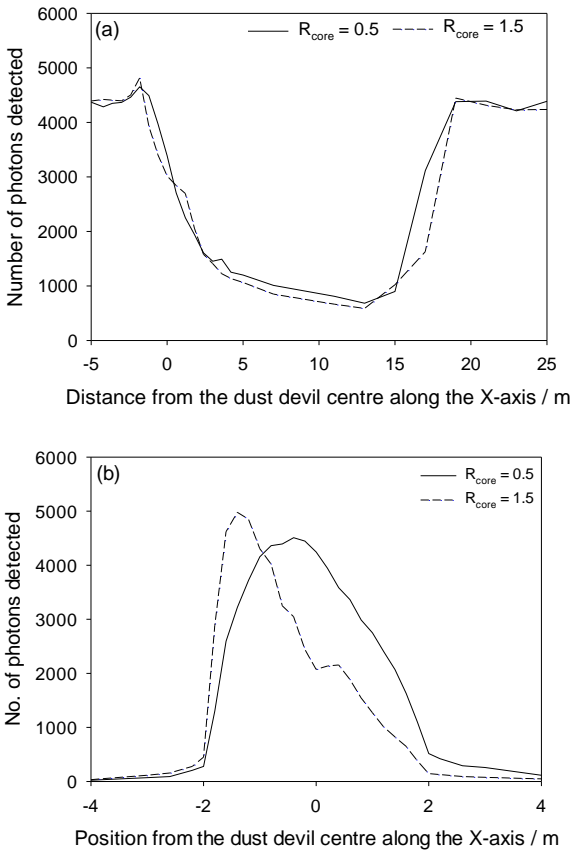 (a)
R_core = 0.5 R_core = 1.5
6000
5000
4000
3000
2000
1000
0
Number of photons detected
-5 0 5 10 15 20 25
Distance from the dust devil centre along the X-axis / m
(b)
R_core = 0.5
R_core = 1.5
6000
5000
4000
3000
2000
1000
0
No. of photons detected
-4 -2 0 2 4
Position from the dust devil centre along the X-axis / m